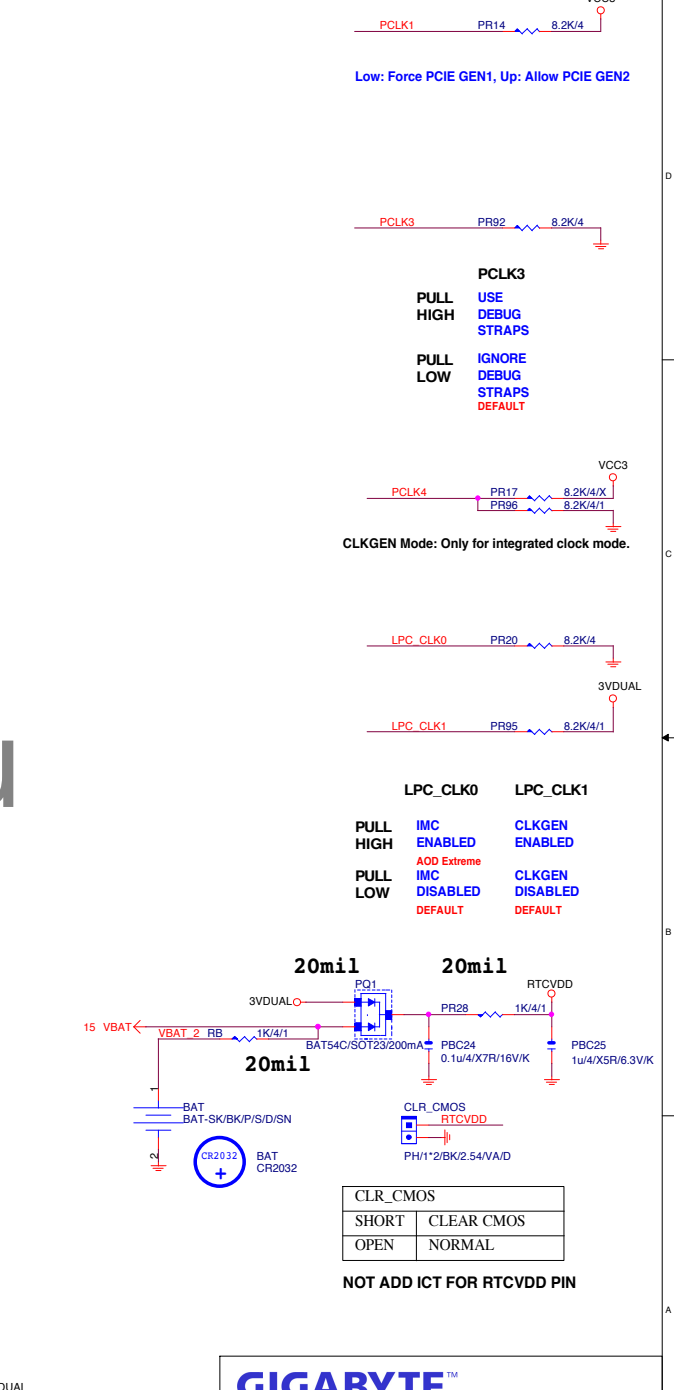 PCLK1 PR14 8.2K/4
Low: Force PCIE GEN1, Up: Allow PCIE GEN2
D
PCLK3 PR92 8.2K/4
PCLK3
PULL USE
HIGH DEBUG
STRAPS
PULL IGNORE
LOW DEBUG
STRAPS
DEFAULT
VCC3
PCLK4 PR17 8.2K/4/X
PR96 8.2K/4/1
CLKGEN Mode: Only for integrated clock mode.
C
LPC_CLK0 PR20 8.2K/4
3VDUAL
LPC_CLK1 PR95 8.2K/4/1
LPC_CLK0 LPC_CLK1
PULL IMC CLKGEN
HIGH ENABLED ENABLED
AOD Extreme
PULL IMC CLKGEN
LOW DISABLED DISABLED
DEFAULT DEFAULT
B
20mil 20mil
PQ1 RTCVDD
3VDUAL PR28 1K/4/1
15 VBAT
VBAT_2 RB 1K/4/1
BAT54C/SOT23/200mA PBC24 PBC25
0.1u/4/X7R/16V/K 1u/4/X5R/6.3V/K
20mil
1
BAT CLR_CMOS
BAT-SK/BK/P/S/D/SN RTCVDD
2
CR2032 BAT PH/1*2/BK/2.54/VA/D
+ CR2032
CLR_CMOS
SHORT CLEAR CMOS
OPEN NORMAL
NOT ADD ICT FOR RTCVDD PIN
A
GIGABYTE™